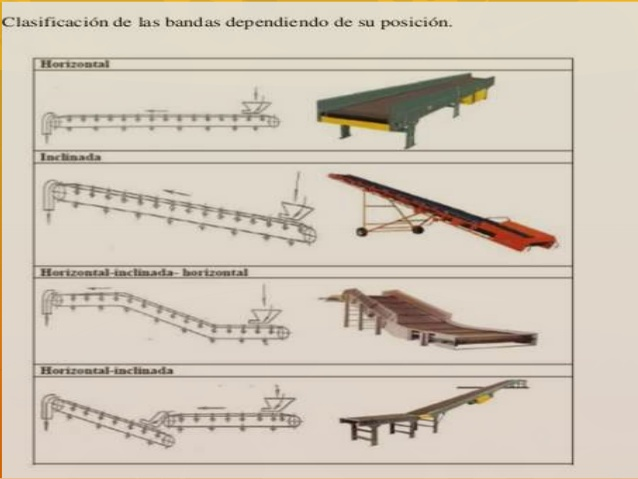 Clasificación de las bandas dependiendo de su posición.
Horizontal
Inclinada
Horizontal-inclinada- horizontal
Horizontal-inclinada